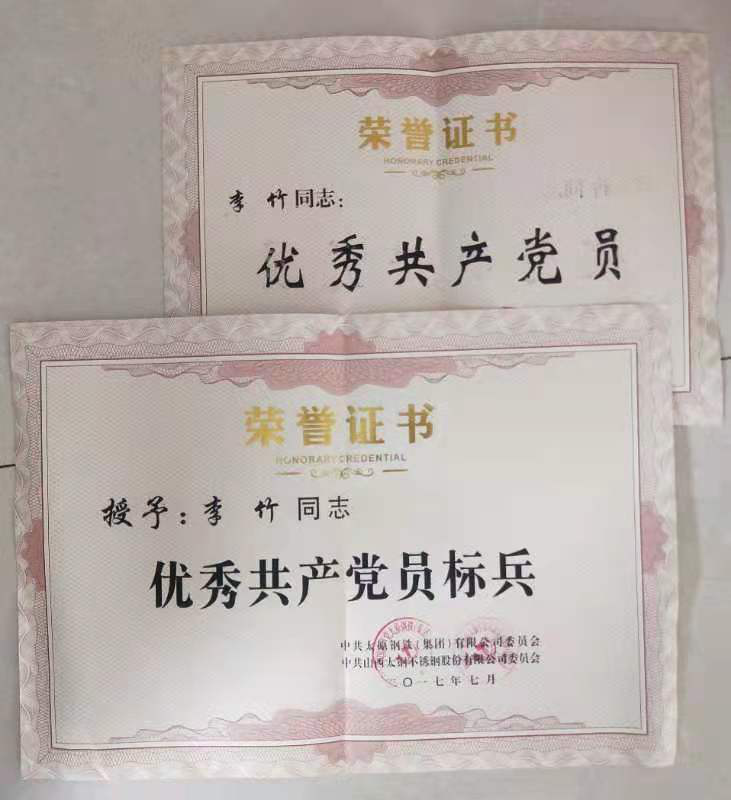 荣誉证书
HONORARY CREDENTIAL
李 竹 同志：
优秀共产党员
荣誉证书
HONORARY CREDENTIAL
授予：李 竹 同志
优秀共产党员标兵
中共太原钢铁（集团）有限公司委员会
中共山西太钢不锈钢股份有限公司委员会
二〇一七年七月